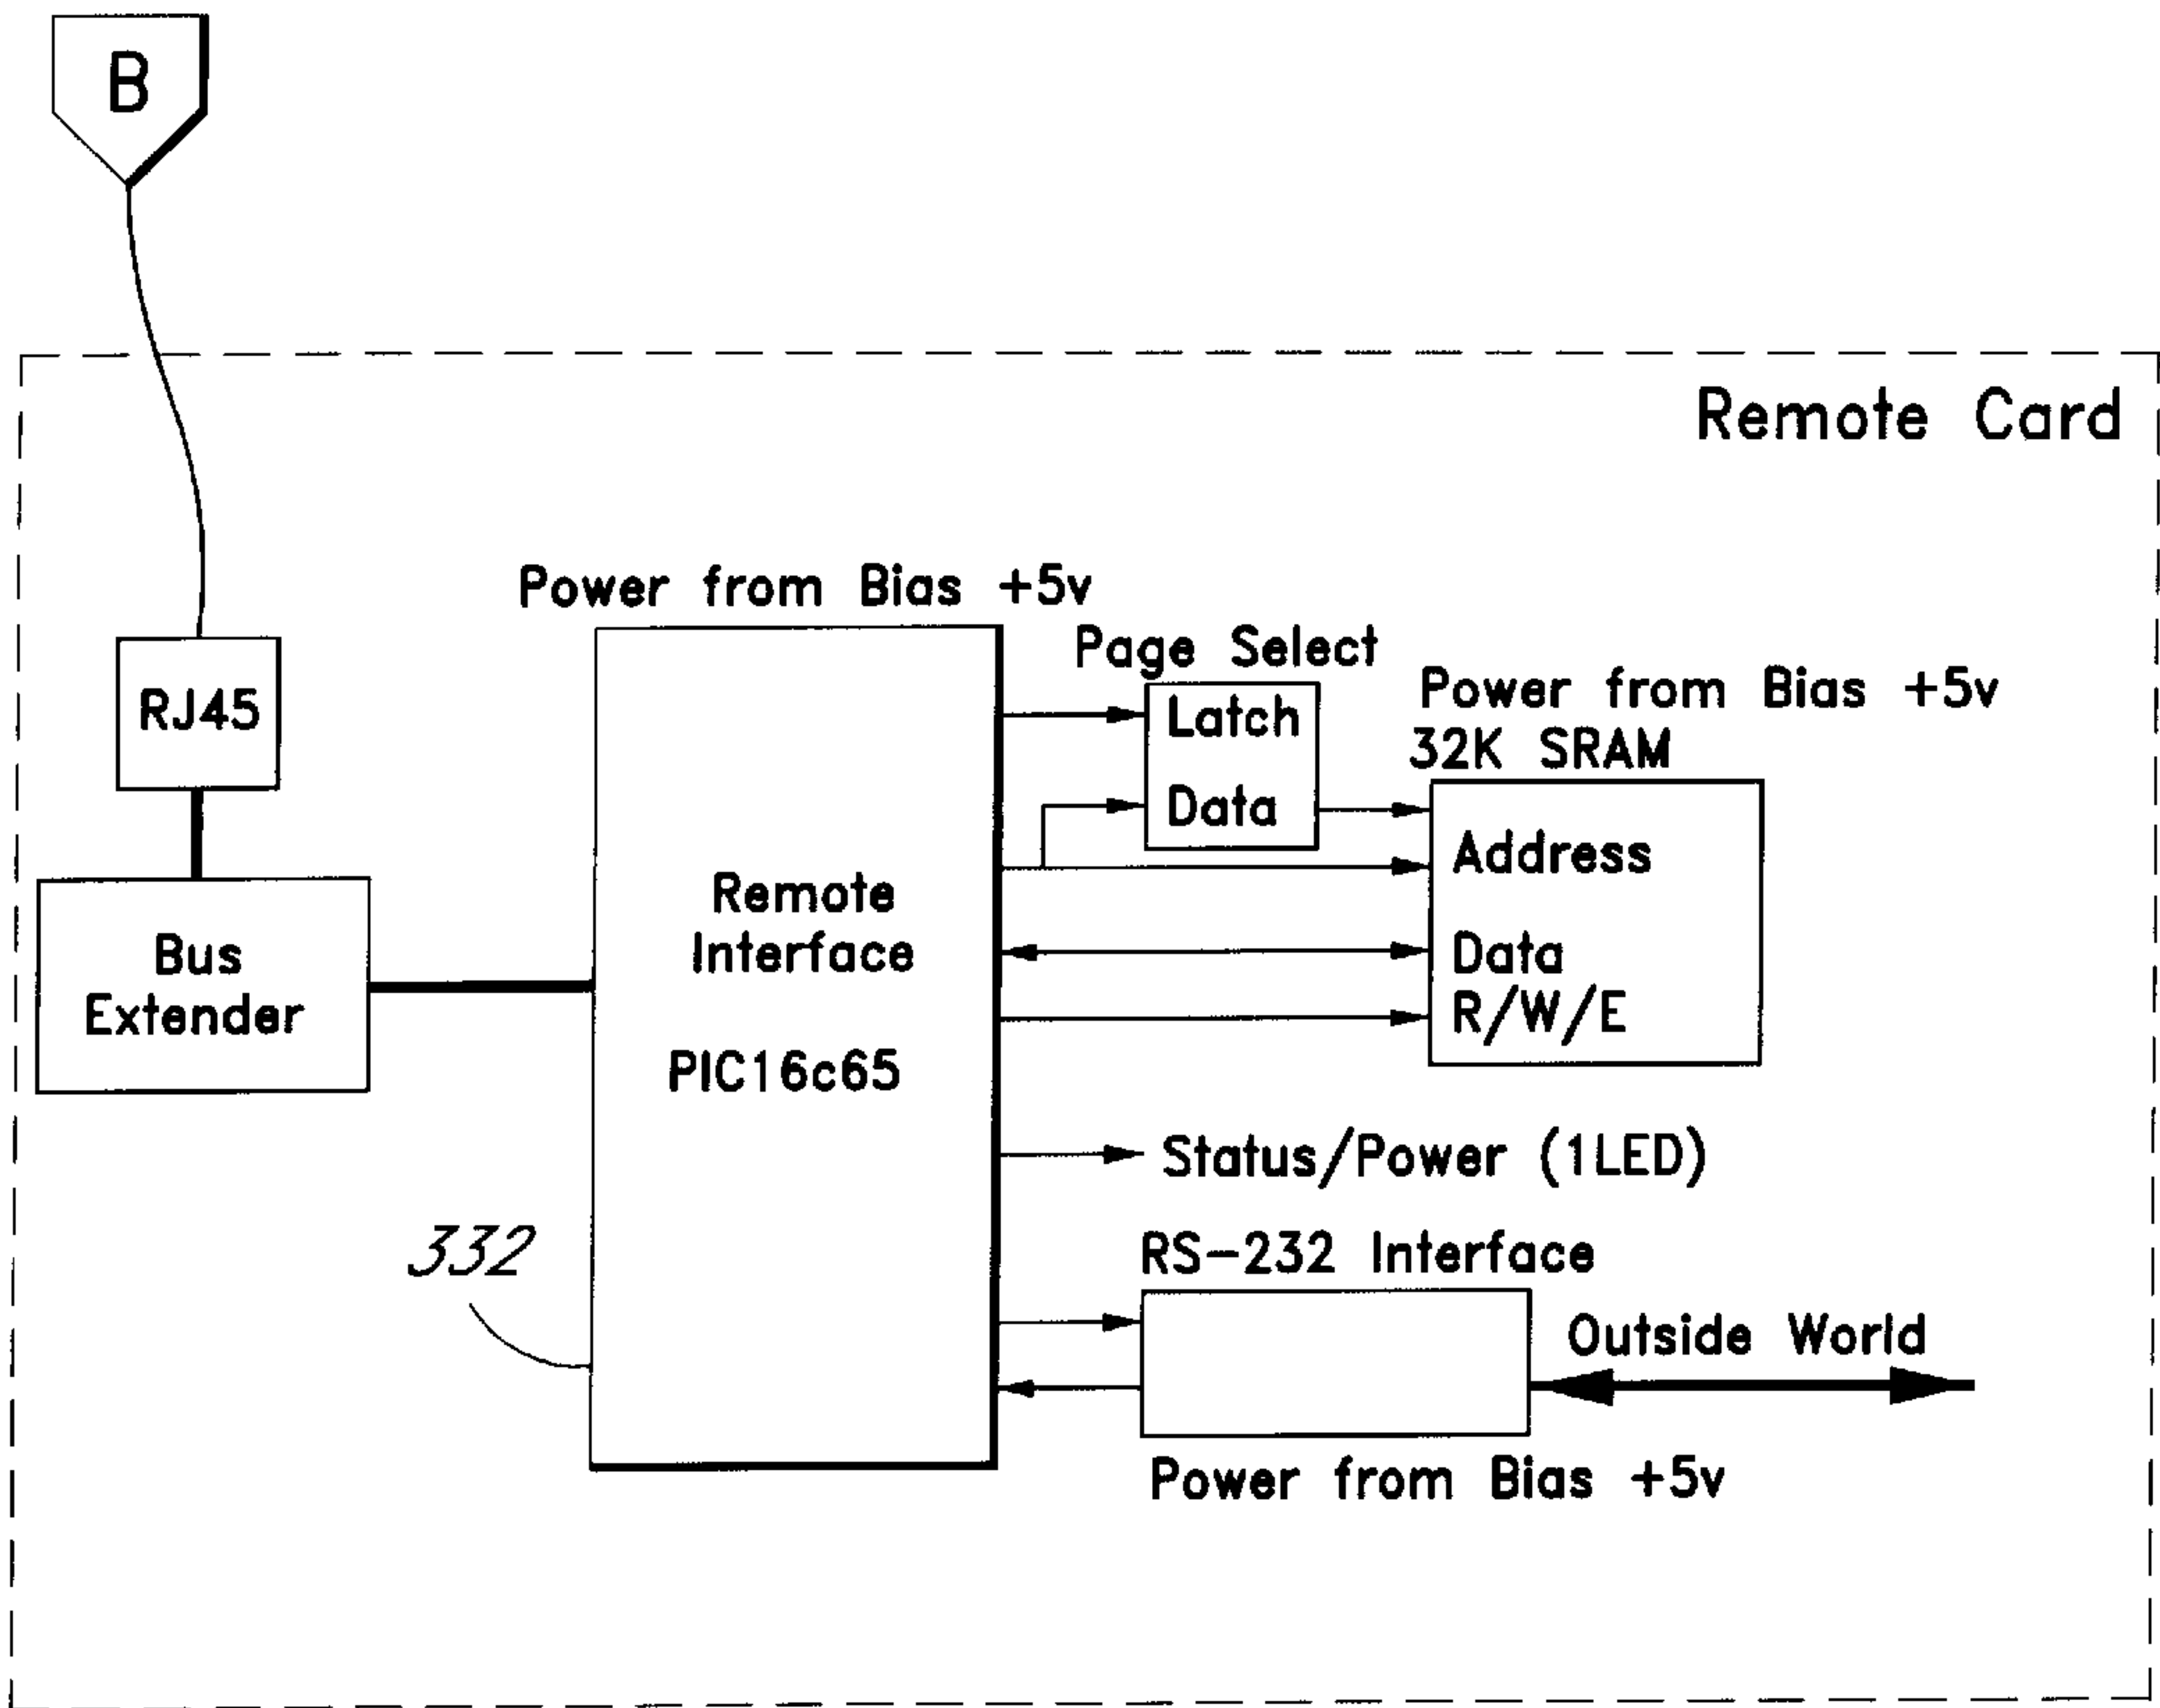 B
Remote Card
Power from Bias +5v
Page Select
RJ45
Latch
Data
Power from Bias +5v
32K SRAM
Address
Data
R/W/E
Bus
Extender
Remote
Interface
PIC16c65
Status/Power (1LED)
332
RS-232 Interface
Outside World
Power from Bias +5v